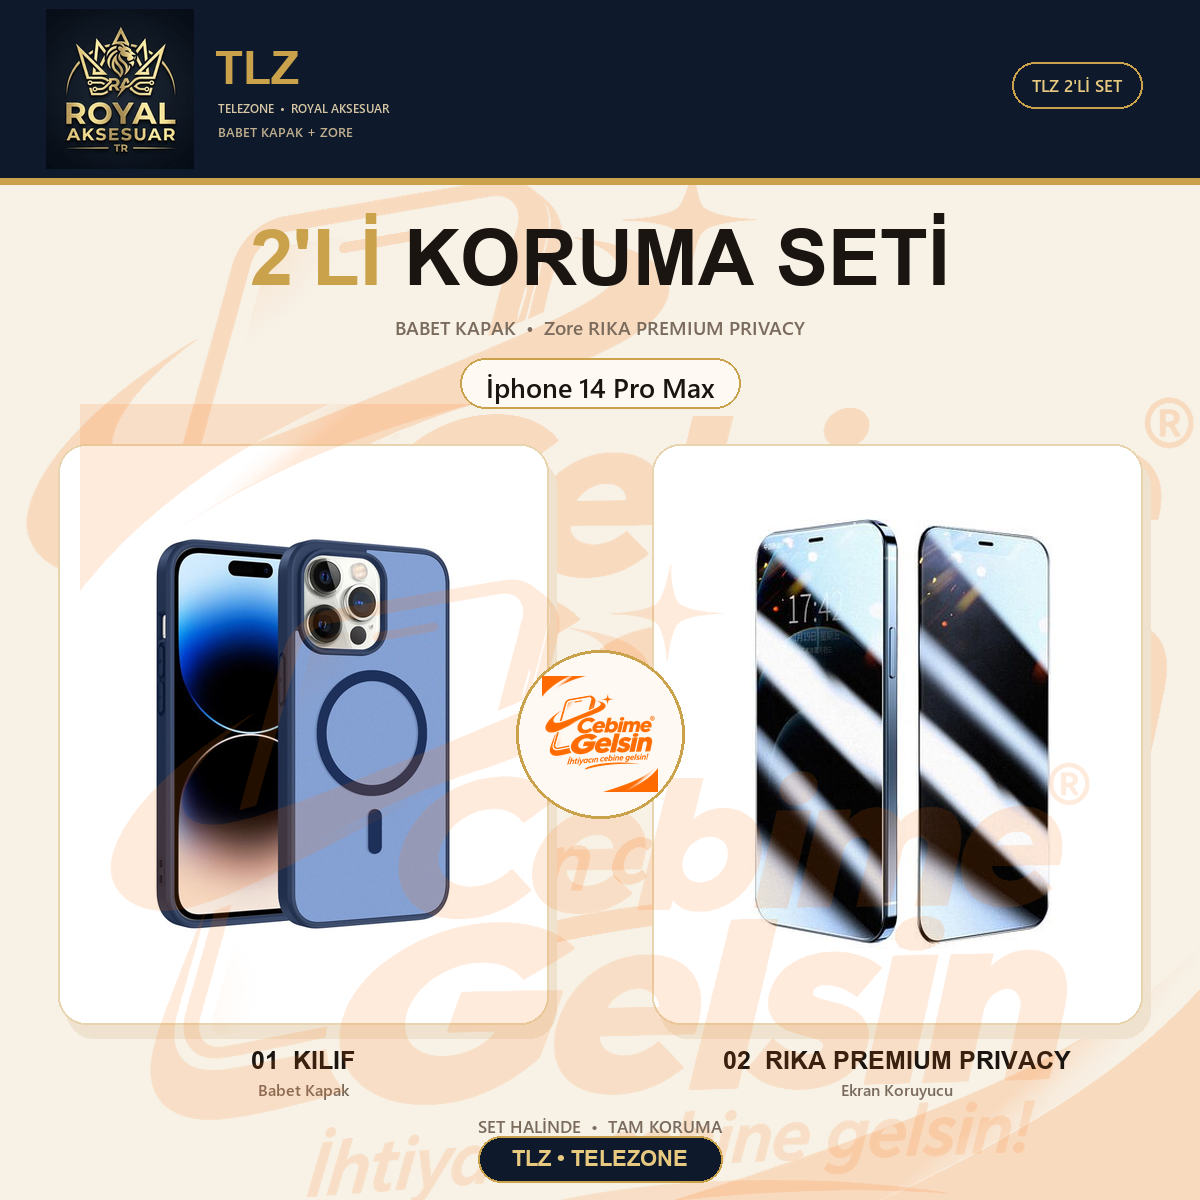 ROYAL
AKSESUAR
TR
TLZ
TELEZONE • ROYAL AKSESUAR
BABET KAPAK + ZORE
TLZ 2'Lİ SET
2'Lİ KORUMA SETİ
BABET KAPAK • Zore RIKA PREMIUM PRIVACY
İphone 14 Pro Max
17:42
Cebime
Gelsin
İhtiyacın cebine gelsin!
Cebime
Gelsin
®
01 KILIF
Babet Kapak
02 RIKA PREMIUM PRIVACY
Ekran Koruyucu
SET HALİNDE • TAM KORUMA
TLZ • TELEZONE